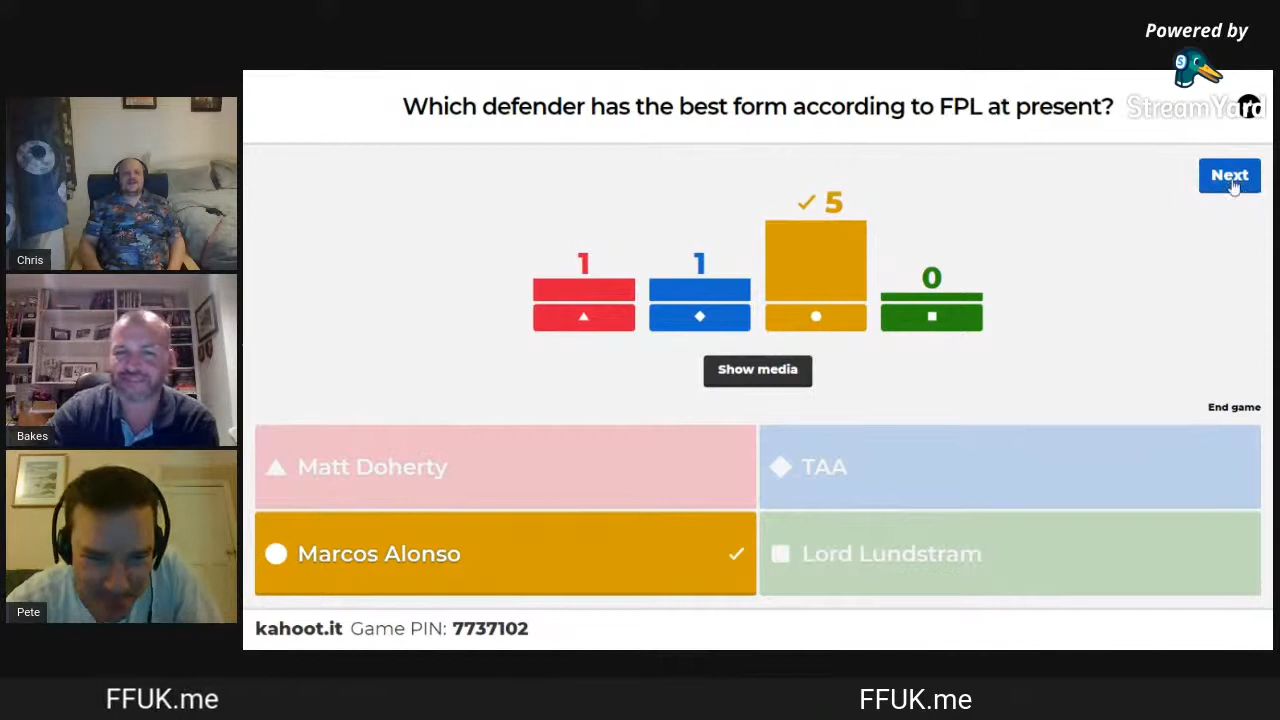 Powered by
StreamYard
Which defender has the best form according to FPL at present?
Next
1
1
5
0
Show media
End game
Matt Doherty
TAA
Marcos Alonso
Lord Lundstram
kahoot.it Game PIN: 7737102
Chris
Bakes
Pete
FFUK.me
FFUK.me